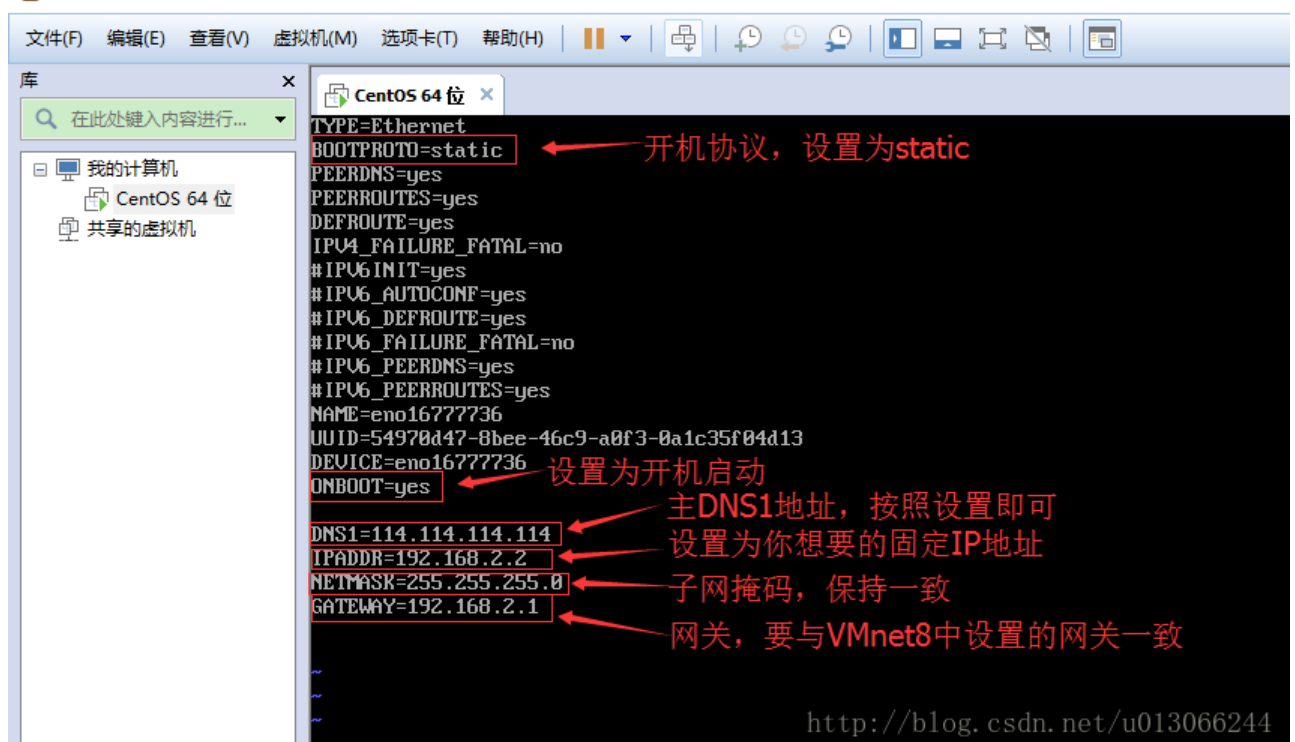 文件(F) 编辑(E) 查看(V) 虚拟机(M) 选项卡(T) 帮助(H)
库
CentOS 64 位
在此处键入内容进行...
我的计算机
CentOS 64 位
共享的虚拟机
TYPE=Ethernet
BOOTPROTO=static 开机协议，设置为static
PEERDNS=yes
PEERROUTES=yes
DEFROUTE=yes
IPV4_FAILURE_FATAL=no
#IPV6INIT=yes
#IPV6_AUTOCONF=yes
#IPV6_DEFROUTE=yes
#IPV6_FAILURE_FATAL=no
#IPV6_PEERDNS=yes
#IPV6_PEERROUTES=yes
NAME=eno16777736
UUID=54970d47-8bee-46c9-a0f3-0a1c35f04d13
DEVICE=eno16777736
ONBOOT=yes 设置为开机启动
DNS1=114.114.114.114 主DNS1地址，按照设置即可
IPADDR=192.168.2.2 设置为你想要的固定IP地址
NETMASK=255.255.255.0 子网掩码，保持一致
GATEWAY=192.168.2.1 网关，要与VMnet8中设置的网关一致
~
~
~
http://blog.csdn.net/u013066244